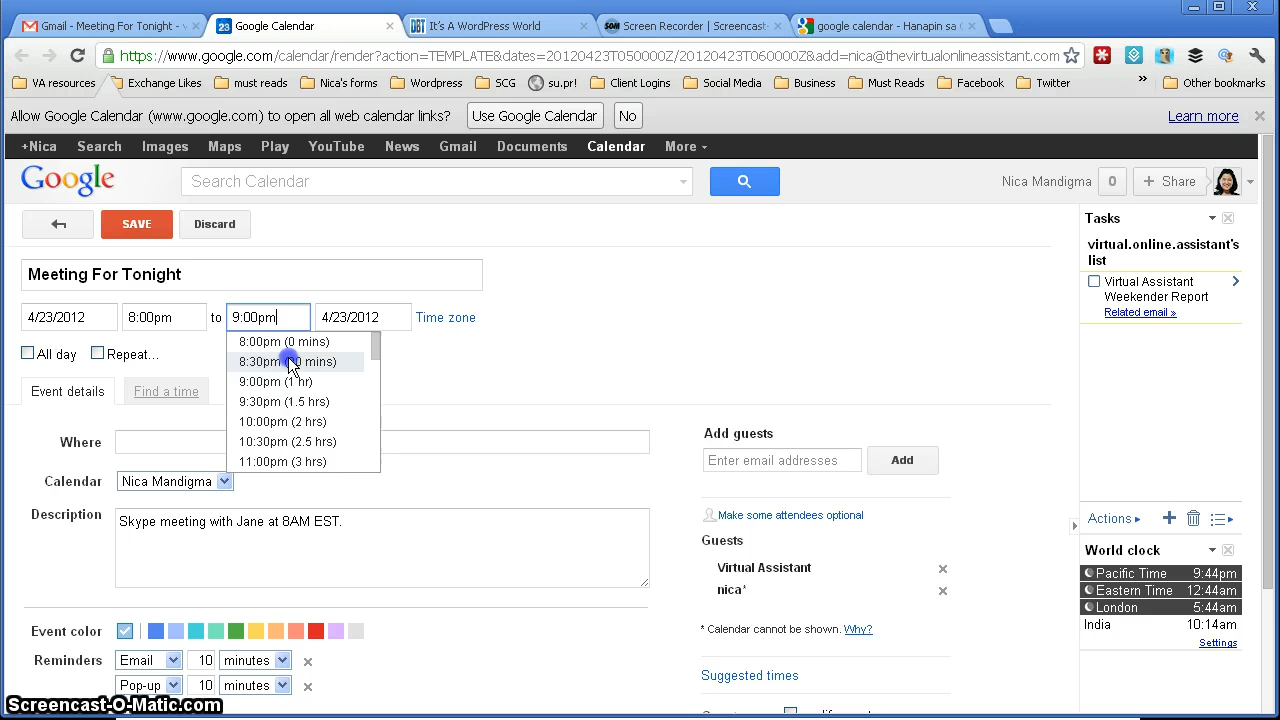 Gmail - Meeting For Tonight - v
23 Google Calendar
DBT It's A WordPress World
SOM Screen Recorder | Screencast-
google calendar - Hanapin sa G
https://www.google.com/calendar/render?action=TEMPLATE&dates=20120423T050000Z/20120423T060000Z&add=nica@thevirtualonlineassistant.com
VA resources Exchange Likes must reads Nica's forms Wordpress SCG su.pr! Client Logins Social Media Business Must Reads Facebook Twitter » Other bookmarks
Allow Google Calendar (www.google.com) to open all web calendar links? Use Google Calendar No Learn more
+Nica Search Images Maps Play YouTube News Gmail Documents Calendar More
Google Search Calendar Nica Mandigma 0 + Share
SAVE Discard
Meeting For Tonight
4/23/2012 8:00pm to 9:00pm 4/23/2012 Time zone
8:00pm (0 mins)
All day Repeat...
8:30pm ( 0 mins)
9:00pm (1 hr)
9:30pm (1.5 hrs)
10:00pm (2 hrs)
10:30pm (2.5 hrs)
11:00pm (3 hrs)
Event details Find a time
Where
Calendar Nica Mandigma
Description Skype meeting with Jane at 8AM EST.
Event color
Reminders Email 10 minutes
Pop-up 10 minutes
Add guests
Enter email addresses Add
Make some attendees optional
Guests
Virtual Assistant
nica*
* Calendar cannot be shown. Why?
Suggested times
Tasks
virtual.online.assistant's
list
Virtual Assistant
Weekender Report
Related email »
Actions
World clock
Pacific Time 9:44pm
Eastern Time 12:44am
London 5:44am
India 10:14am
Settings
Screencast-O-Matic.com